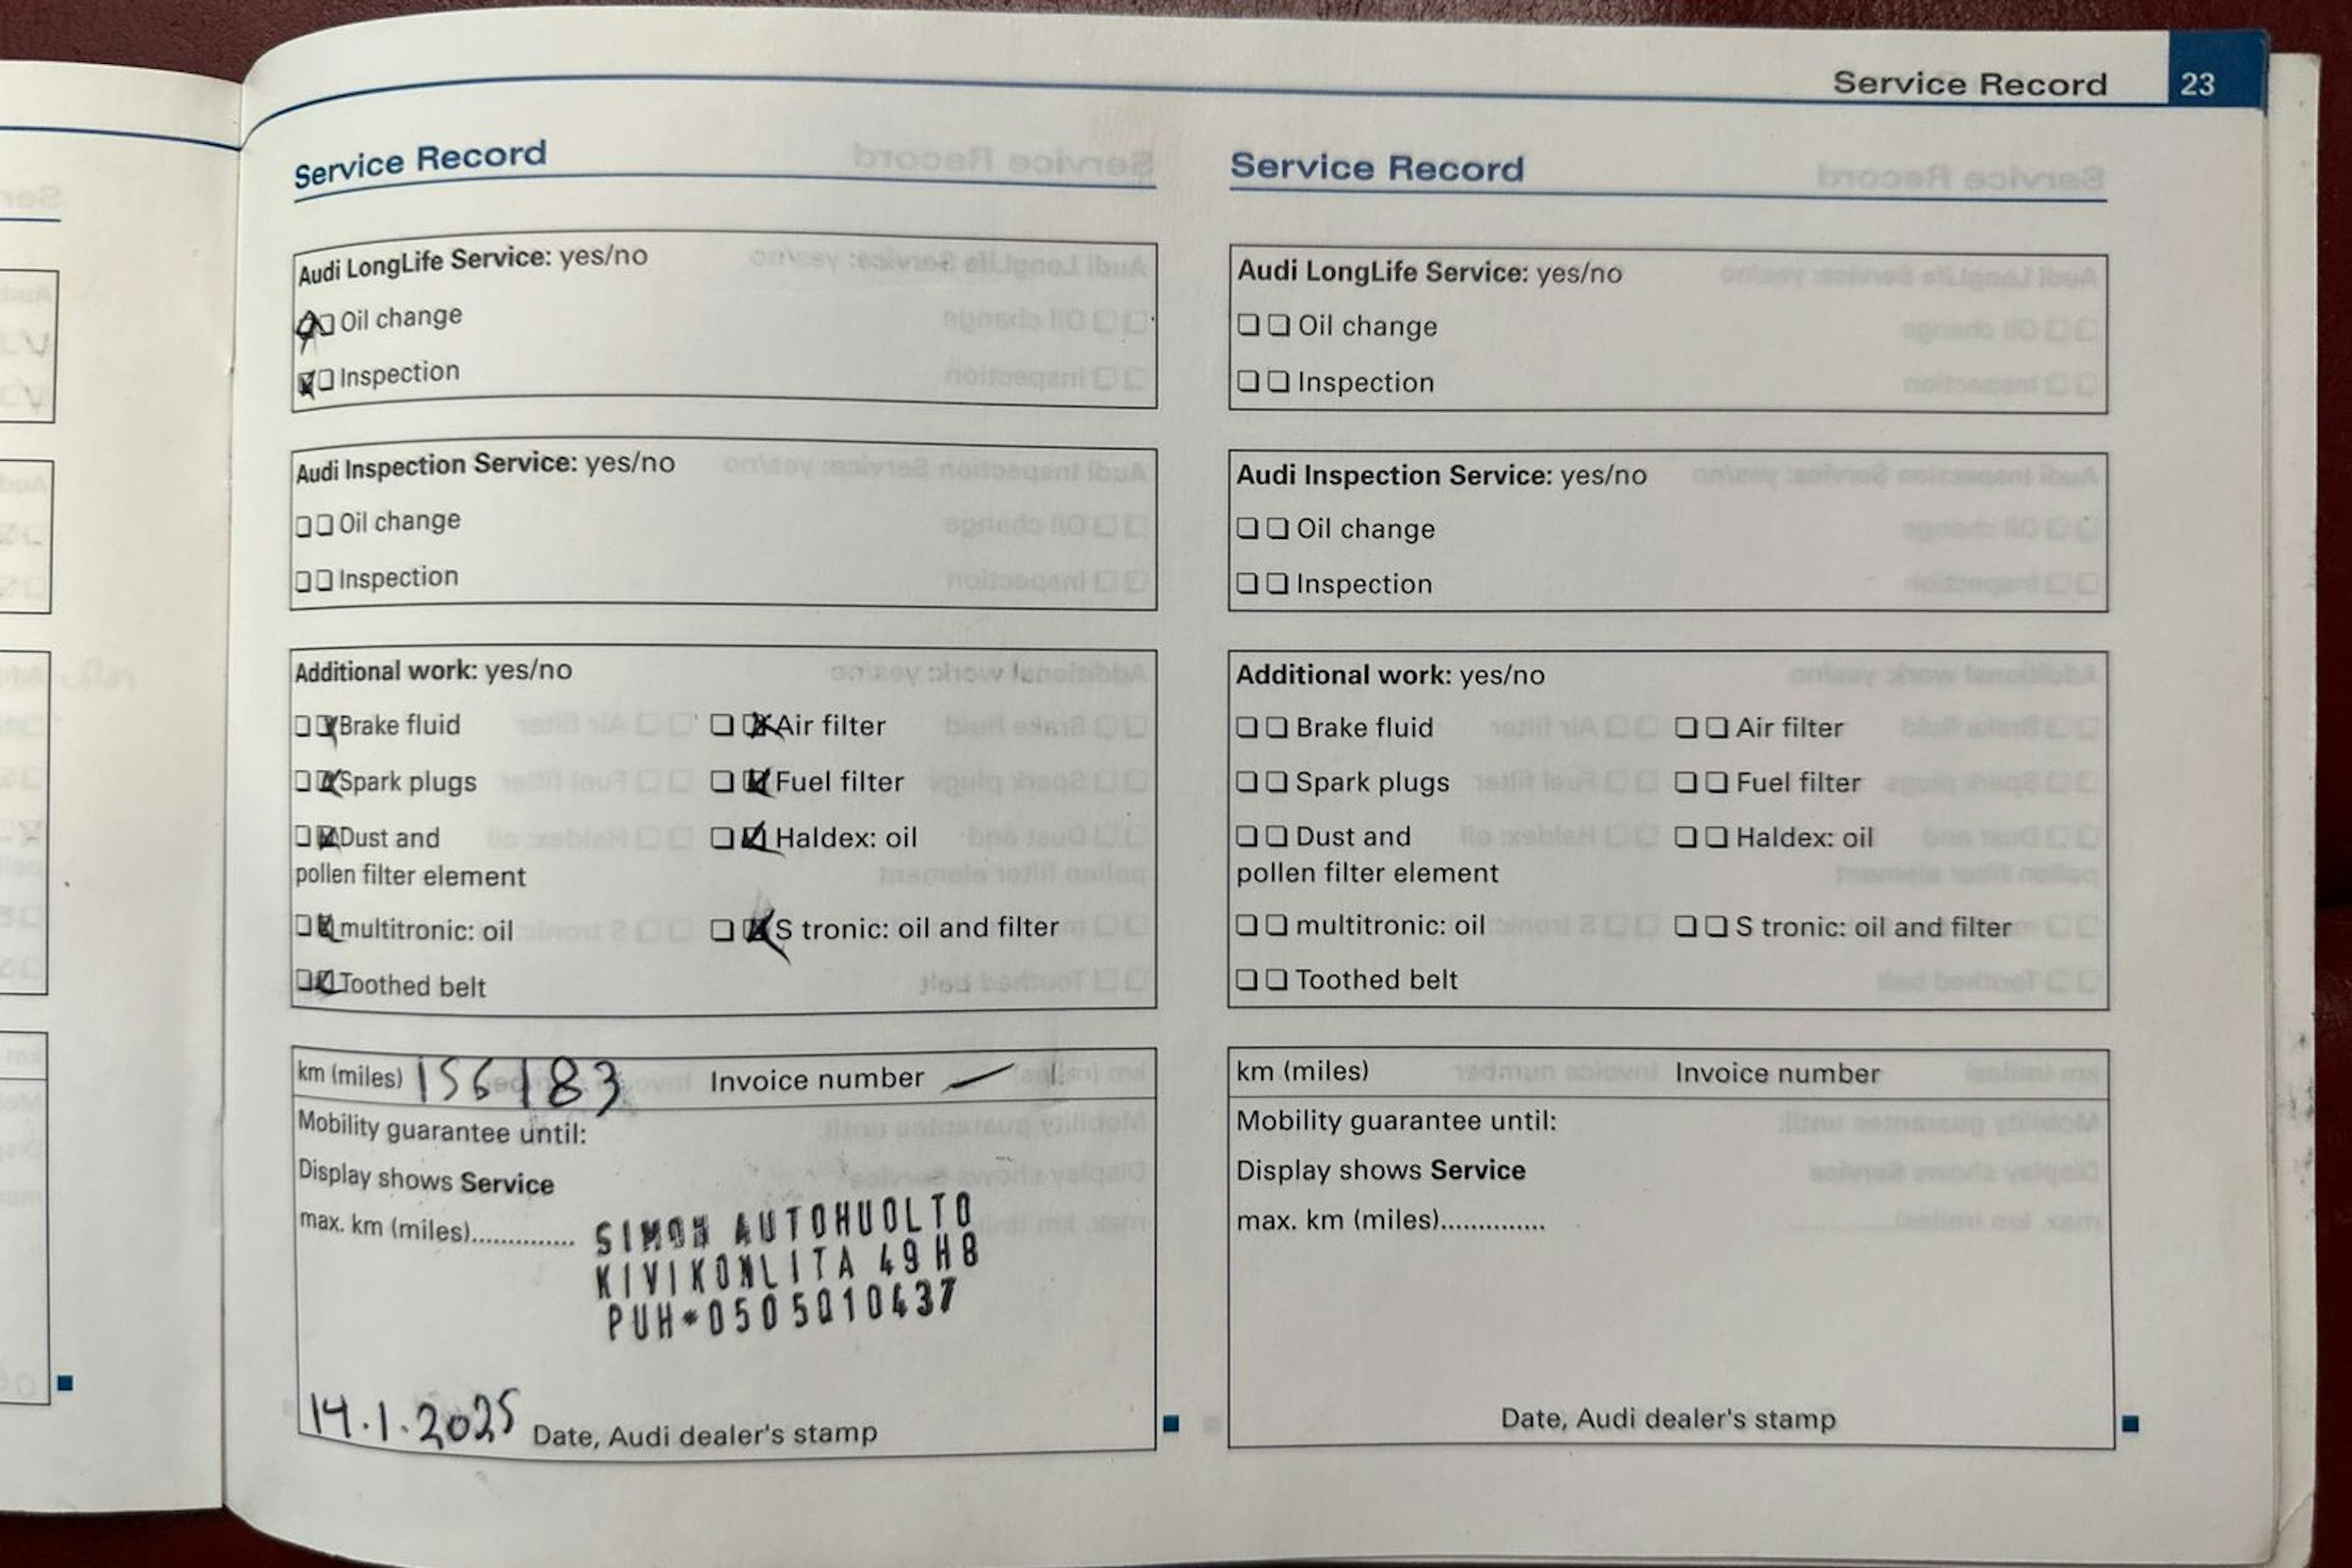 Service Record 23
Service Record
Audi LongLife Service: yes/no
Oil change
Inspection
Audi Inspection Service: yes/no
Oil change
Inspection
Additional work: yes/no
Brake fluid Air filter
Spark plugs Fuel filter
Dust and Haldex: oil
pollen filter element
multitronic: oil S tronic: oil and filter
Toothed belt
km (miles) 156183 Invoice number —
Mobility guarantee until:
Display shows Service
max. km (miles)..............
SIMON AUTOHUOLTO
KIVIKONLITA 49 H8
PUH*0505010437
14.1.2025 Date, Audi dealer's stamp
Service Record
Audi LongLife Service: yes/no
Oil change
Inspection
Audi Inspection Service: yes/no
Oil change
Inspection
Additional work: yes/no
Brake fluid Air filter
Spark plugs Fuel filter
Dust and Haldex: oil
pollen filter element
multitronic: oil S tronic: oil and filter
Toothed belt
km (miles) Invoice number
Mobility guarantee until:
Display shows Service
max. km (miles)..............
Date, Audi dealer's stamp